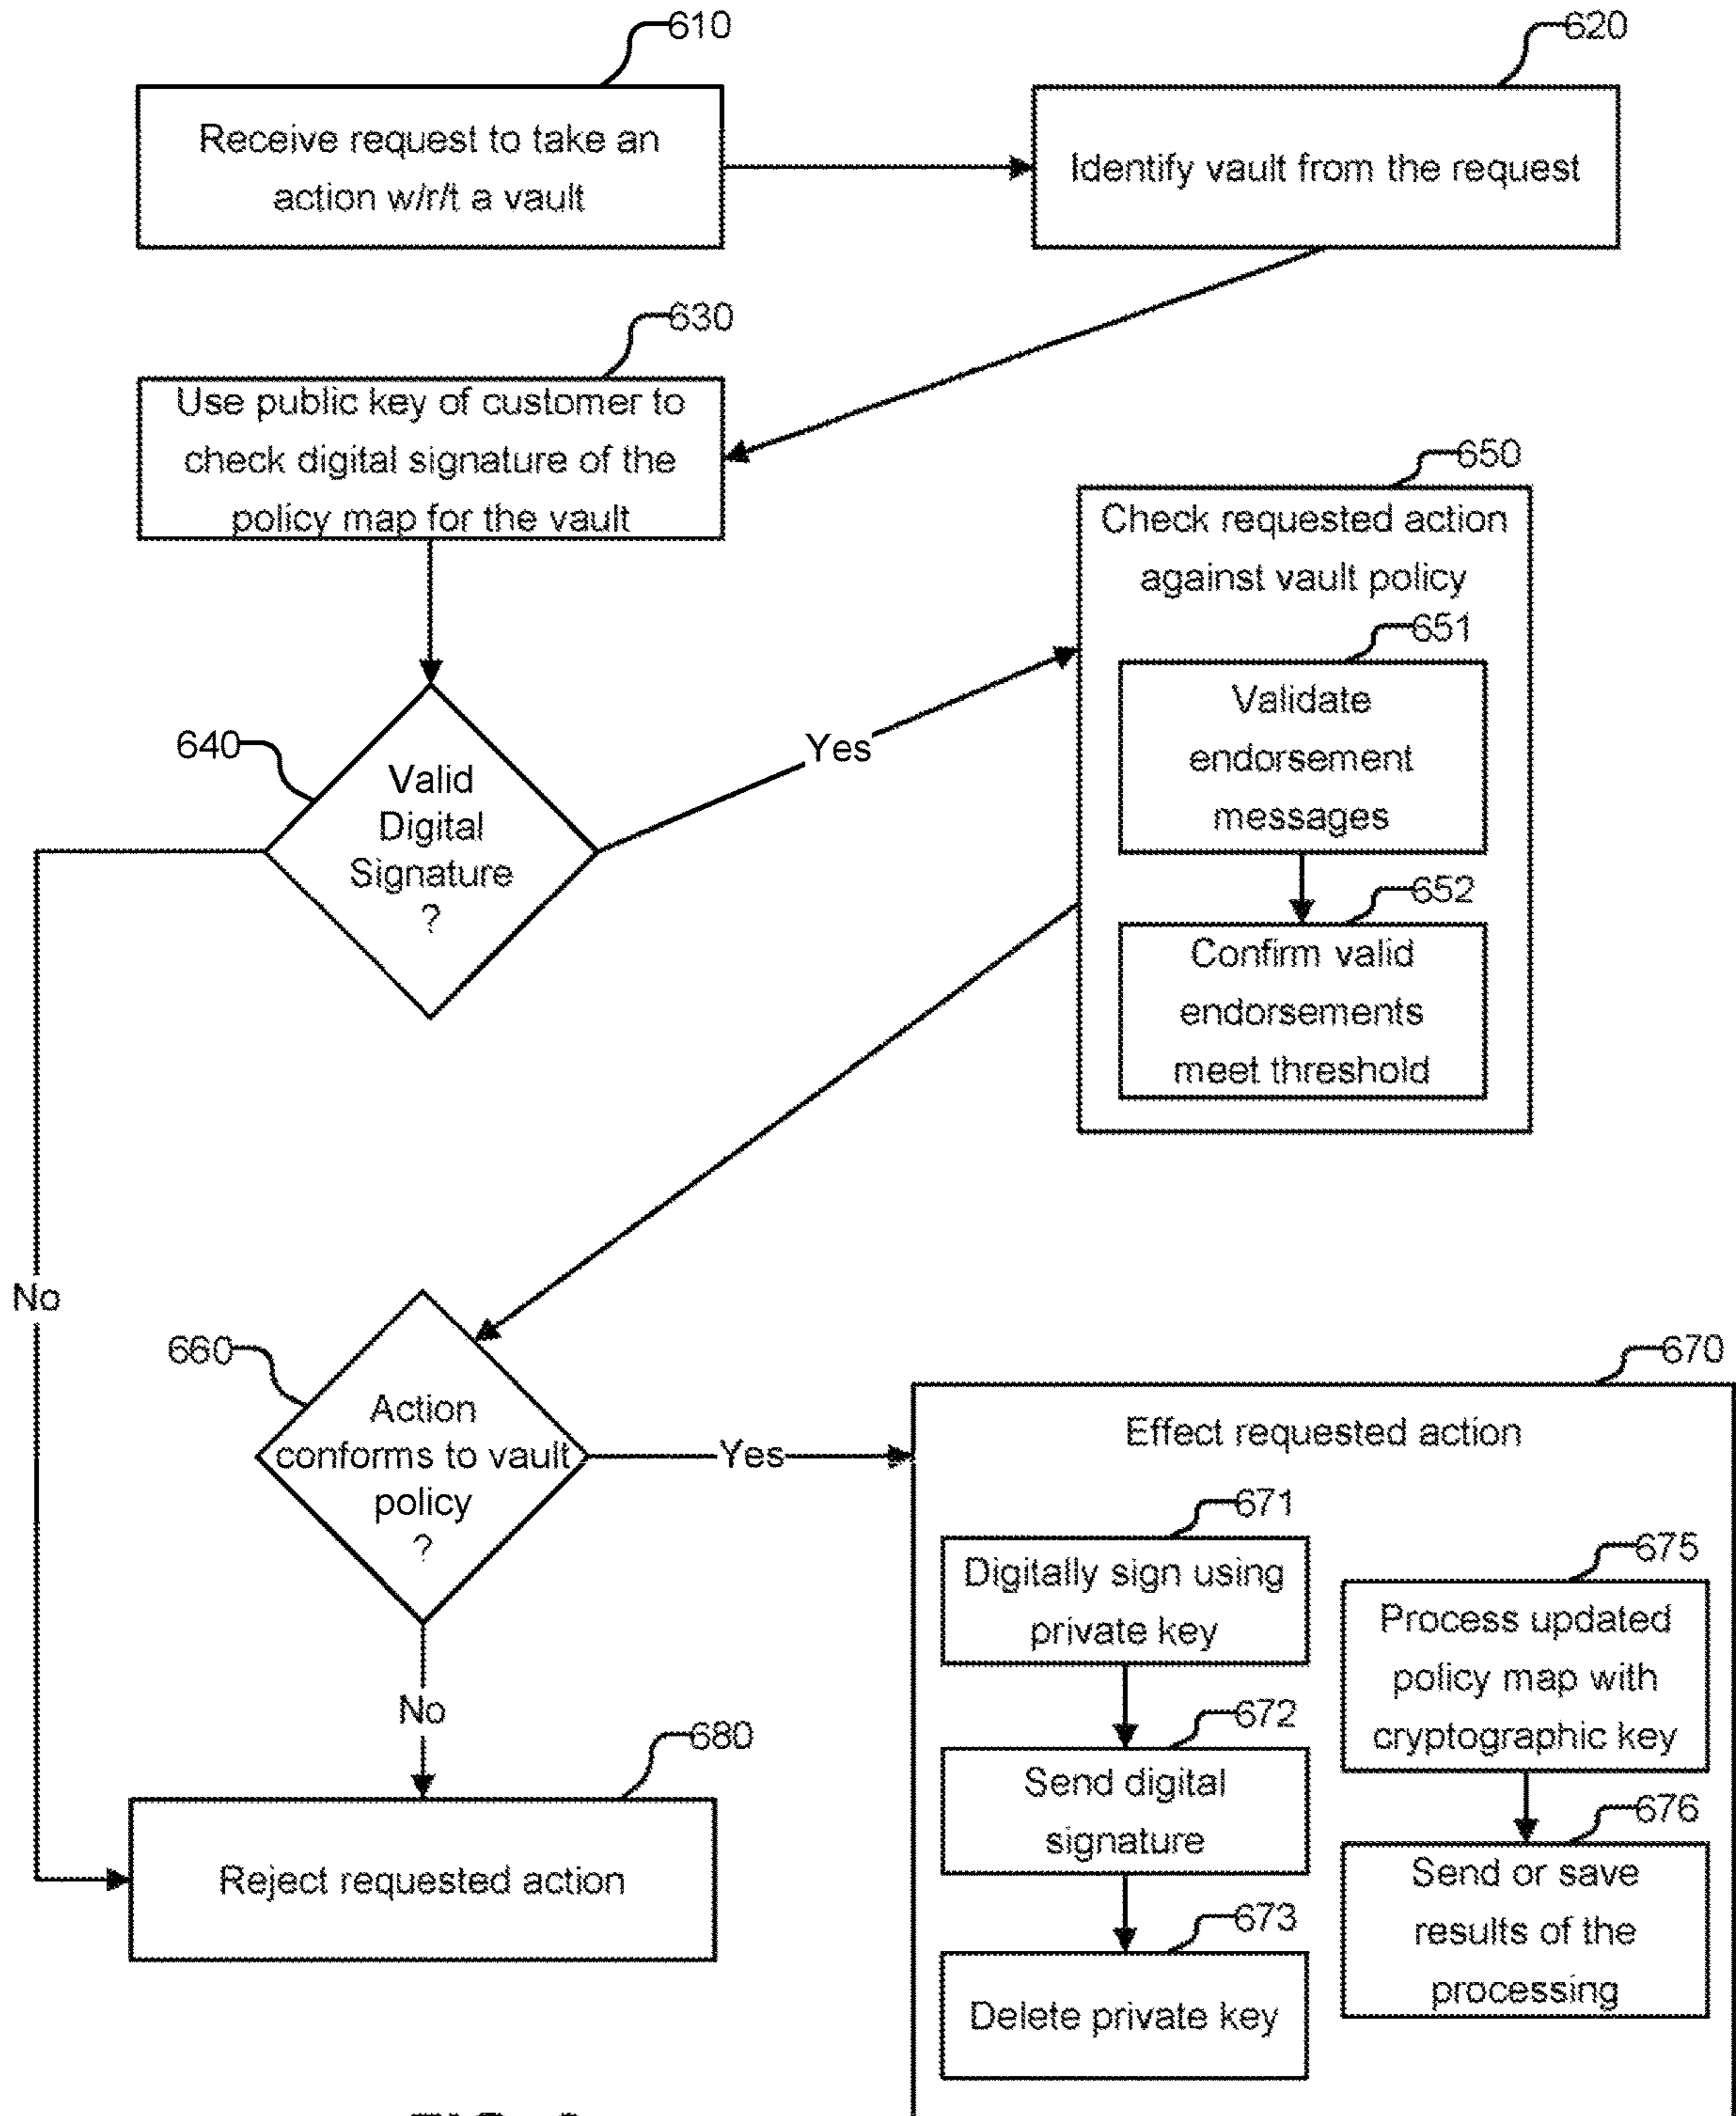 610
Receive request to take an
action w/r/t a vault
620
Identify vault from the request
630
Use public key of customer to
check digital signature of the
policy map for the vault
640
Valid
Digital
Signature
?
Yes
No
650
Check requested action
against vault policy
651
Validate
endorsement
messages
652
Confirm valid
endorsements
meet threshold
660
Action
conforms to vault
policy
?
Yes
No
670
Effect requested action
671
Digitally sign using
private key
672
Send digital
signature
673
Delete private key
675
Process updated
policy map with
cryptographic key
676
Send or save
results of the
processing
680
Reject requested action